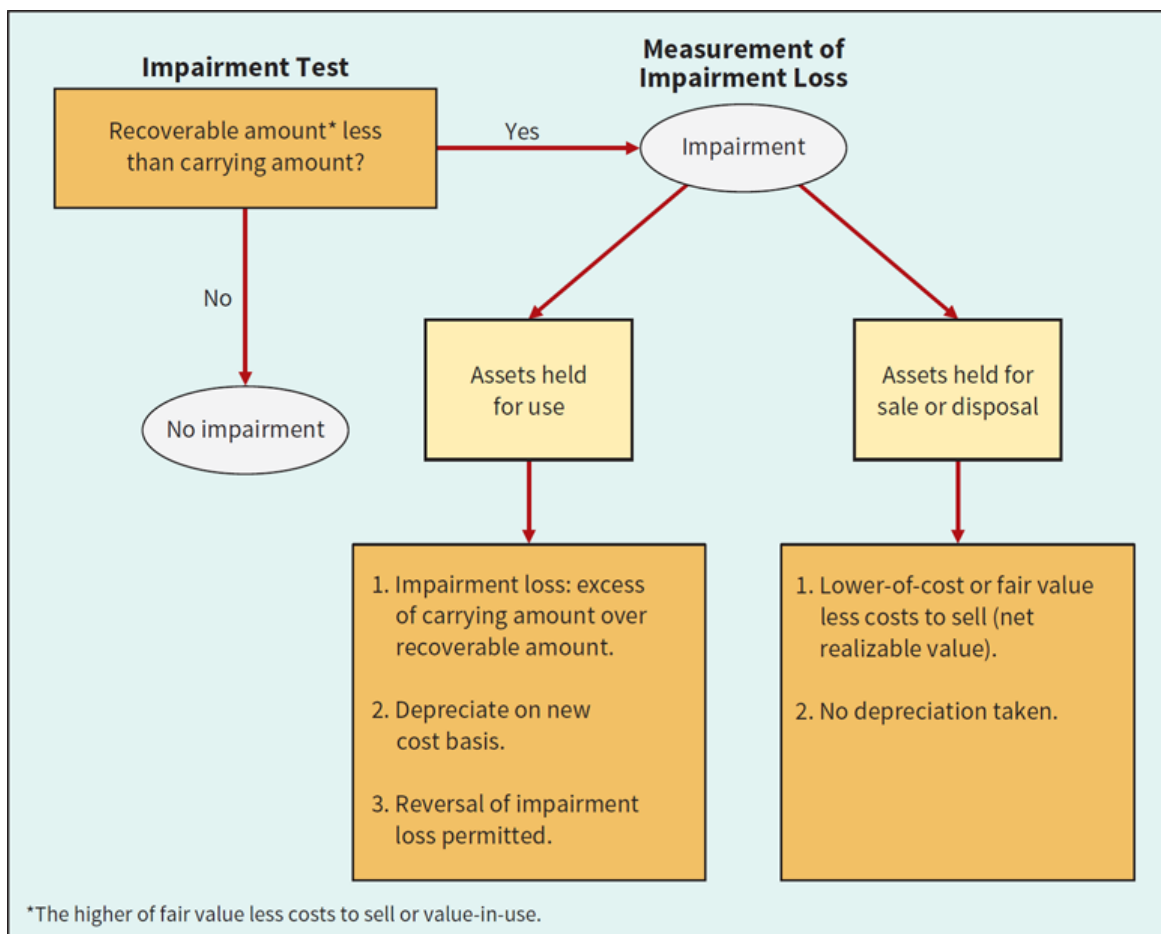 Impairment Test
Measurement of
Impairment Loss
Recoverable amount* less
than carrying amount?
Yes
Impairment
No
No impairment
Assets held
for use
Assets held for
sale or disposal
1. Impairment loss: excess
of carrying amount over
recoverable amount.
2. Depreciate on new
cost basis.
3. Reversal of impairment
loss permitted.
1. Lower-of-cost or fair value
less costs to sell (net
realizable value).
2. No depreciation taken.
*The higher of fair value less costs to sell or value-in-use.